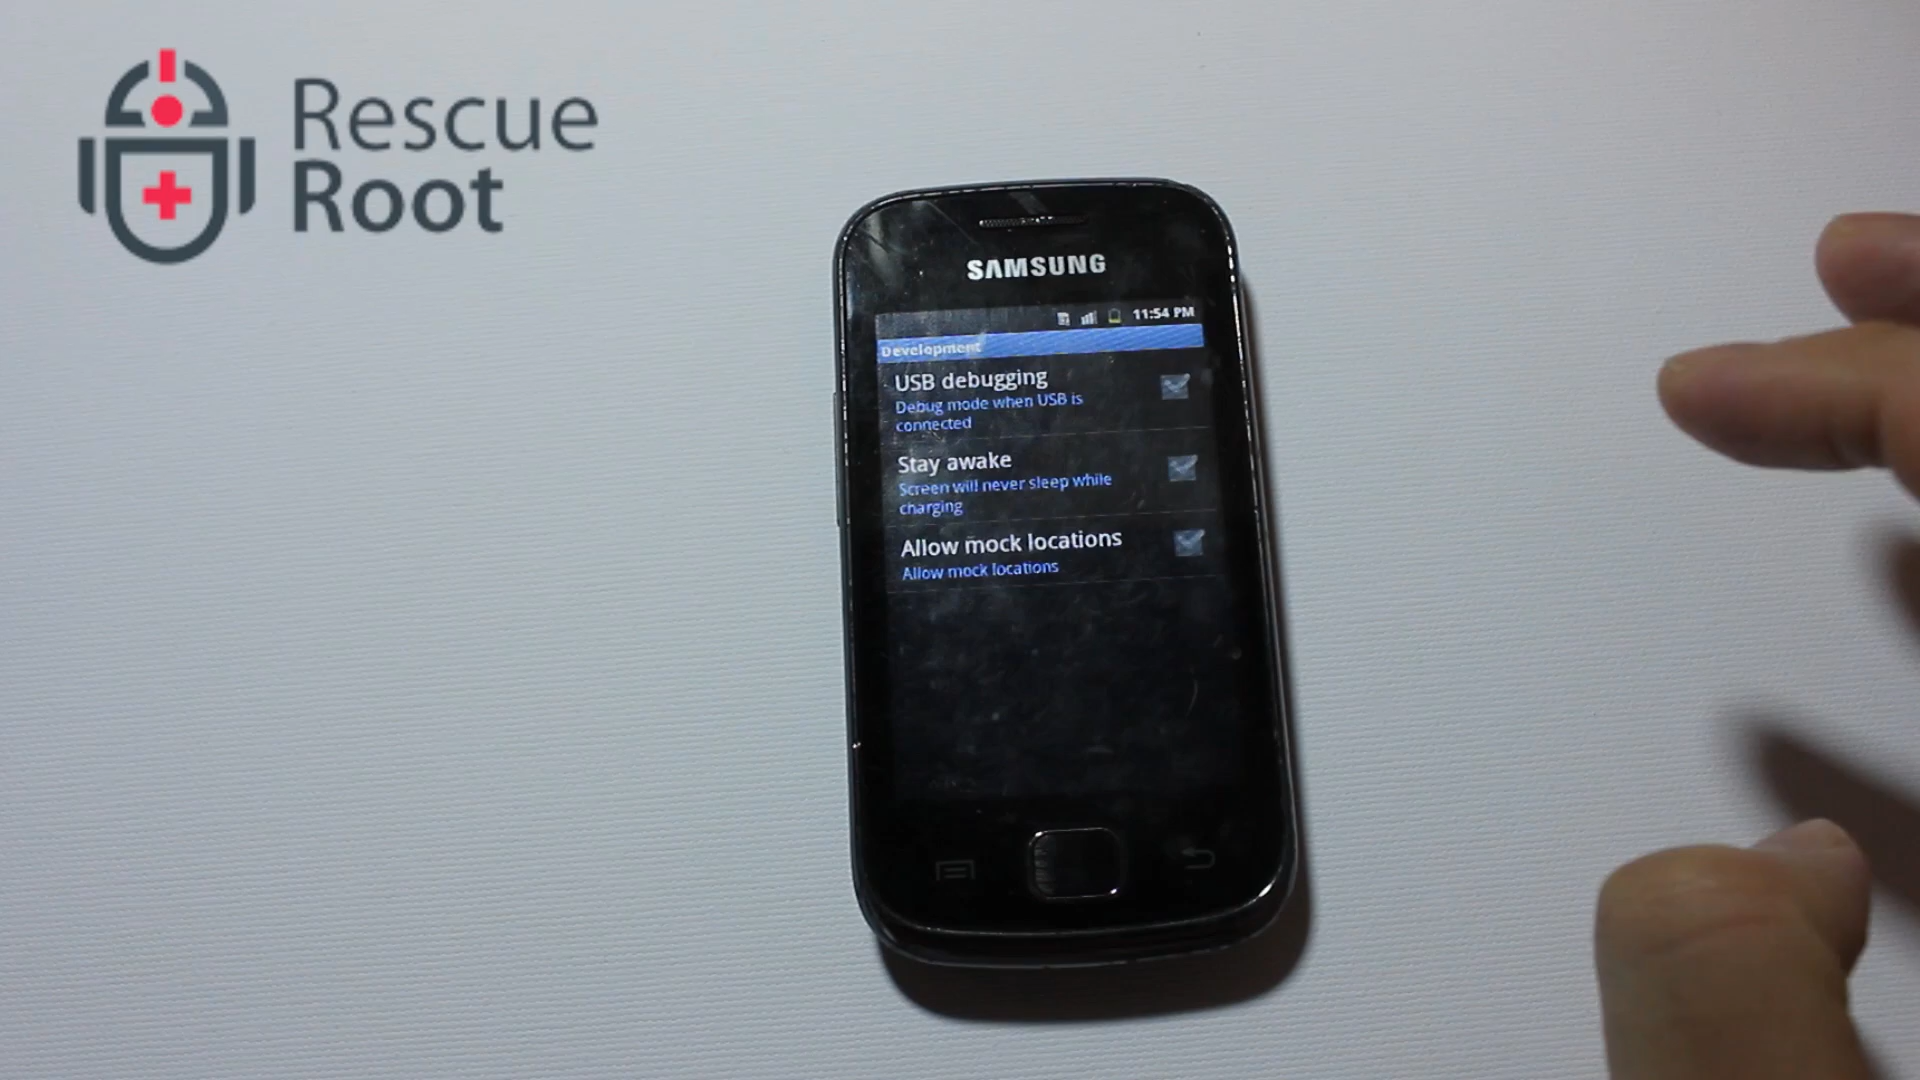 Rescue
Root
SAMSUNG
11:54 PM
Development
USB debugging
Debug mode when USB is
connected
Stay awake
Screen will never sleep while
charging
Allow mock locations
Allow mock locations